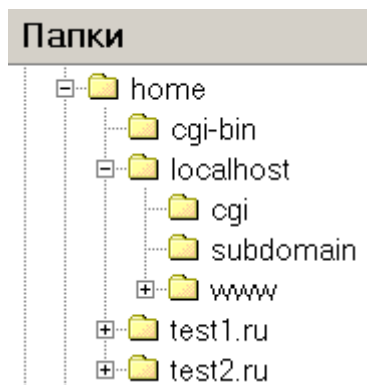 Папки
home
cgi-bin
localhost
cgi
subdomain
www
test1.ru
test2.ru